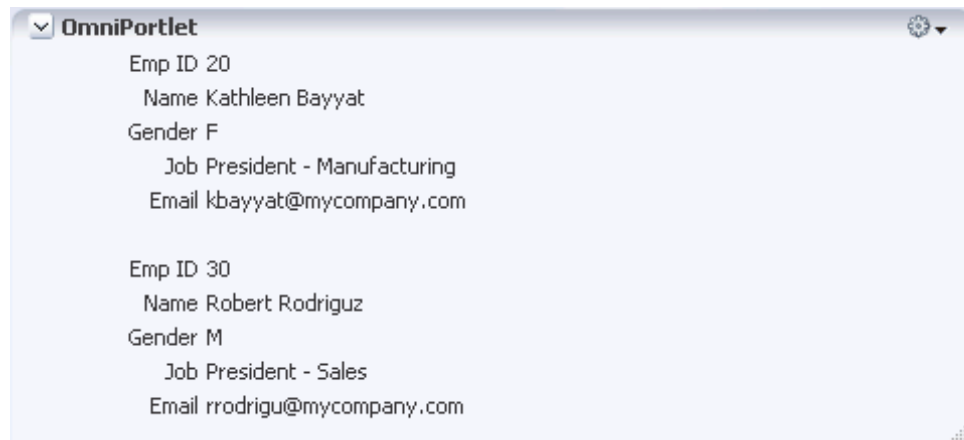 OmniPortlet
Emp ID 20
Name Kathleen Bayyat
Gender F
Job President - Manufacturing
Email kbayyat@mycompany.com
Emp ID 30
Name Robert Rodriguz
Gender M
Job President - Sales
Email rrodrigu@mycompany.com